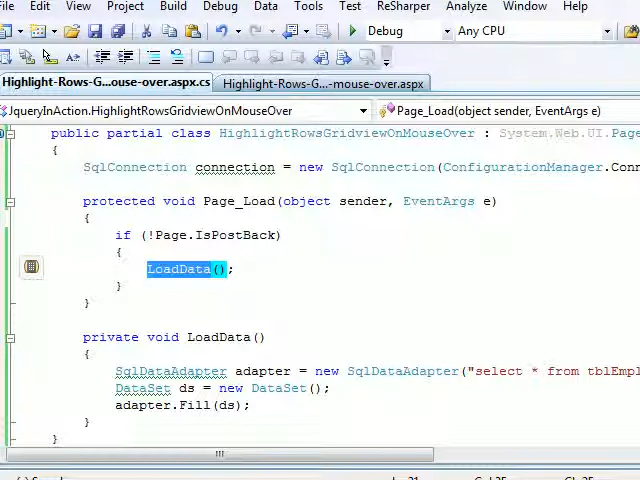 File Edit View Project Build Debug Data Tools Test ReSharper Analyze Window Help
Debug Any CPU
Highlight-Rows-G...ouse-over.aspx.cs Highlight-Rows-G...-mouse-over.aspx
JqueryInAction.HighlightRowsGridviewOnMouseOver Page_Load(object sender, EventArgs e)
public partial class HighlightRowsGridviewOnMouseOver : System.Web.UI.Page
{
SqlConnection connection = new SqlConnection(ConfigurationManager.Conn
protected void Page_Load(object sender, EventArgs e)
{
if (!Page.IsPostBack)
{
LoadData();
}
}
private void LoadData()
{
SqlDataAdapter adapter = new SqlDataAdapter("select * from tblEmpl
DataSet ds = new DataSet();
adapter.Fill(ds);
}
}